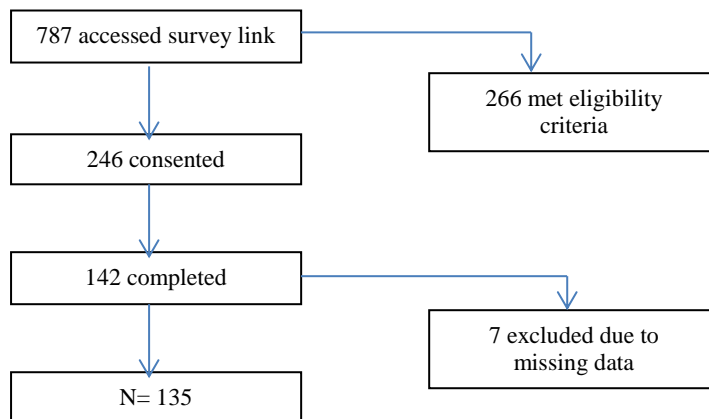 787 accessed survey link
266 met eligibility
criteria
246 consented
142 completed
7 excluded due to
missing data
N= 135